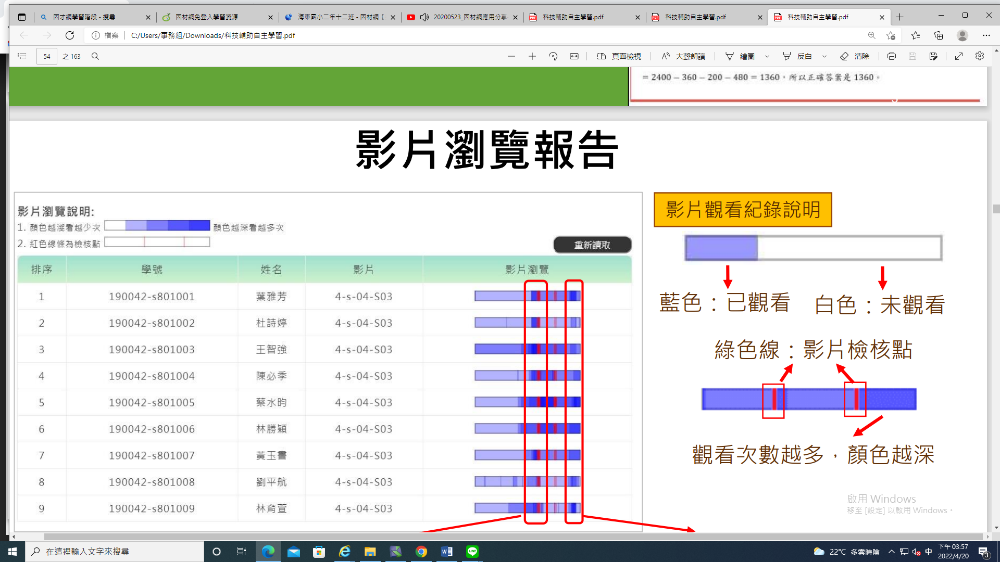 因才網學習階段 - 搜尋
因材網免登入學習資源
海東國小二年十二班 - 因材網【
20200523_因材網應用分享
科技輔助自主學習.pdf
科技輔助自主學習.pdf
科技輔助自主學習.pdf
檔案
C:/Users/事務組/Downloads/科技輔助自主學習.pdf
54 之 163
頁面檢視
大聲朗讀
繪圖
反白
清除
= 2400 − 360 − 200 − 480 = 1360，所以正確答案是 1360。
影片瀏覽報告
影片瀏覽說明:
1. 顏色越淺看越少次 顏色越深看越多次
2. 紅色線條為檢核點
重新讀取
排序 學號 姓名 影片 影片瀏覽
1 190042-s801001 葉雅芳 4-s-04-S03
2 190042-s801002 杜詩婷 4-s-04-S03
3 190042-s801003 王智強 4-s-04-S03
4 190042-s801004 陳必季 4-s-04-S03
5 190042-s801005 蔡水昀 4-s-04-S03
6 190042-s801006 林勝穎 4-s-04-S03
7 190042-s801007 黃玉書 4-s-04-S03
8 190042-s801008 劉平航 4-s-04-S03
9 190042-s801009 林育萱 4-s-04-S03
影片觀看紀錄說明
藍色：已觀看 白色：未觀看
綠色線：影片檢核點
觀看次數越多，顏色越深
啟用 Windows
移至 [設定] 以啟用 Windows。
在這裡輸入文字來搜尋
22°C 多雲時陰
中
下午 03:57
2022/4/20
3